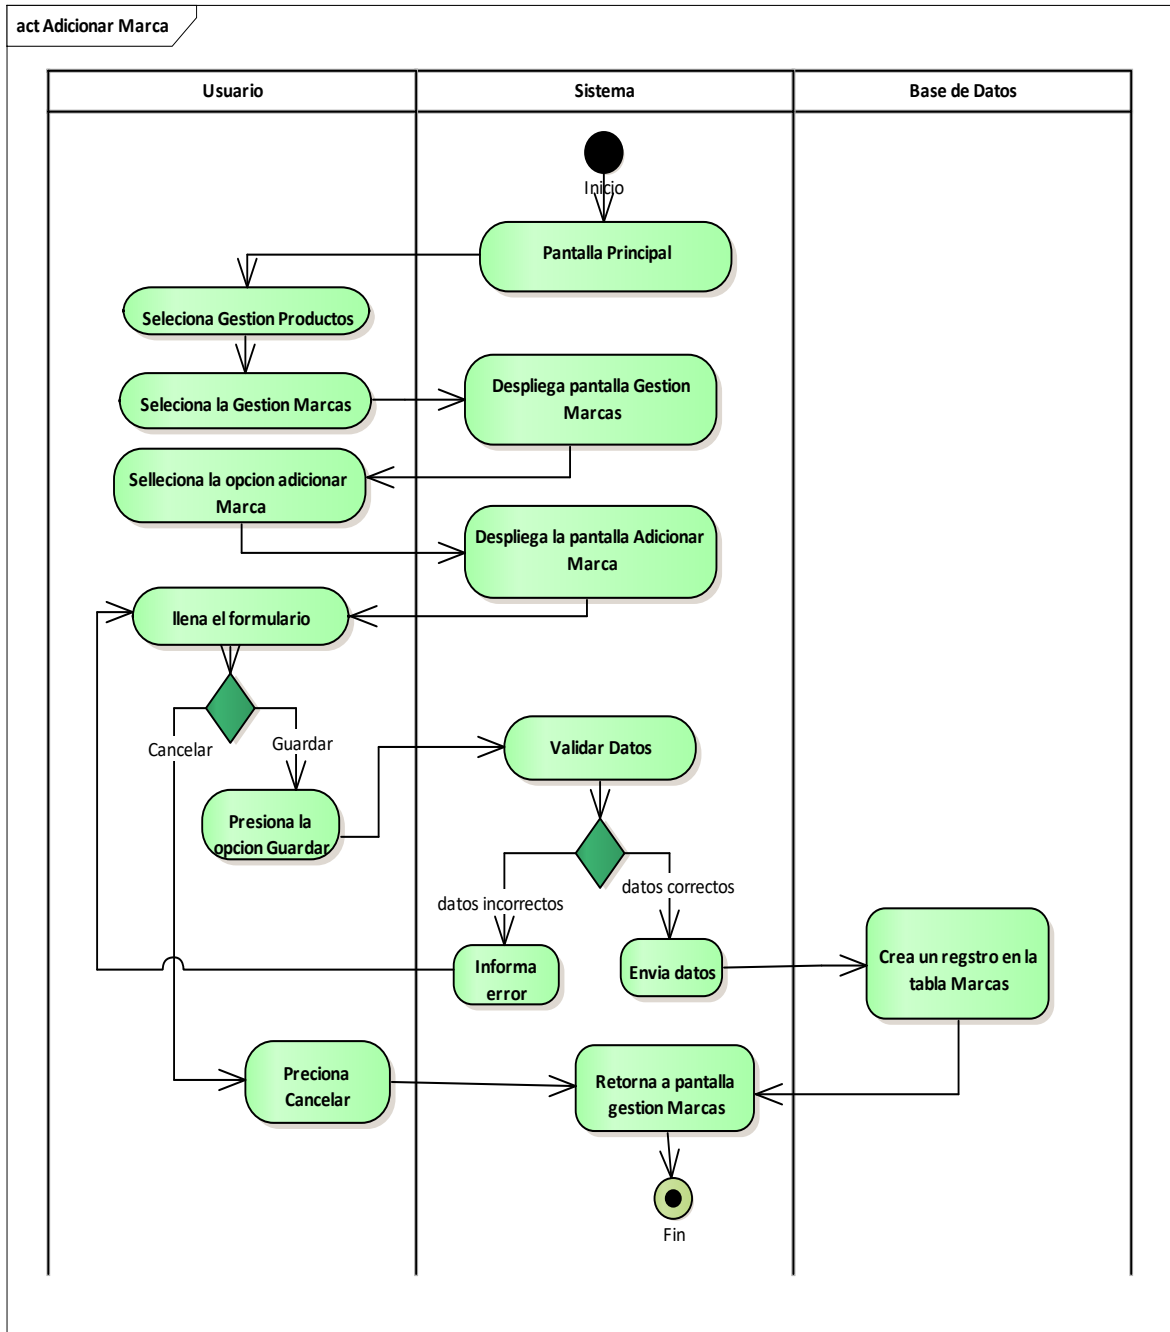 act Adicionar Marca
Usuario
Sistema
Base de Datos
Inicio
Pantalla Principal
Seleciona Gestion Productos
Seleciona la Gestion Marcas
Despliega pantalla Gestion
Marcas
Selleciona la opcion adicionar
Marca
Despliega la pantalla Adicionar
Marca
llena el formulario
Cancelar
Guardar
Validar Datos
Presiona la
opcion Guardar
datos incorrectos
datos correctos
Informa
error
Envia datos
Crea un regstro en la
tabla Marcas
Preciona
Cancelar
Retorna a pantalla
gestion Marcas
Fin